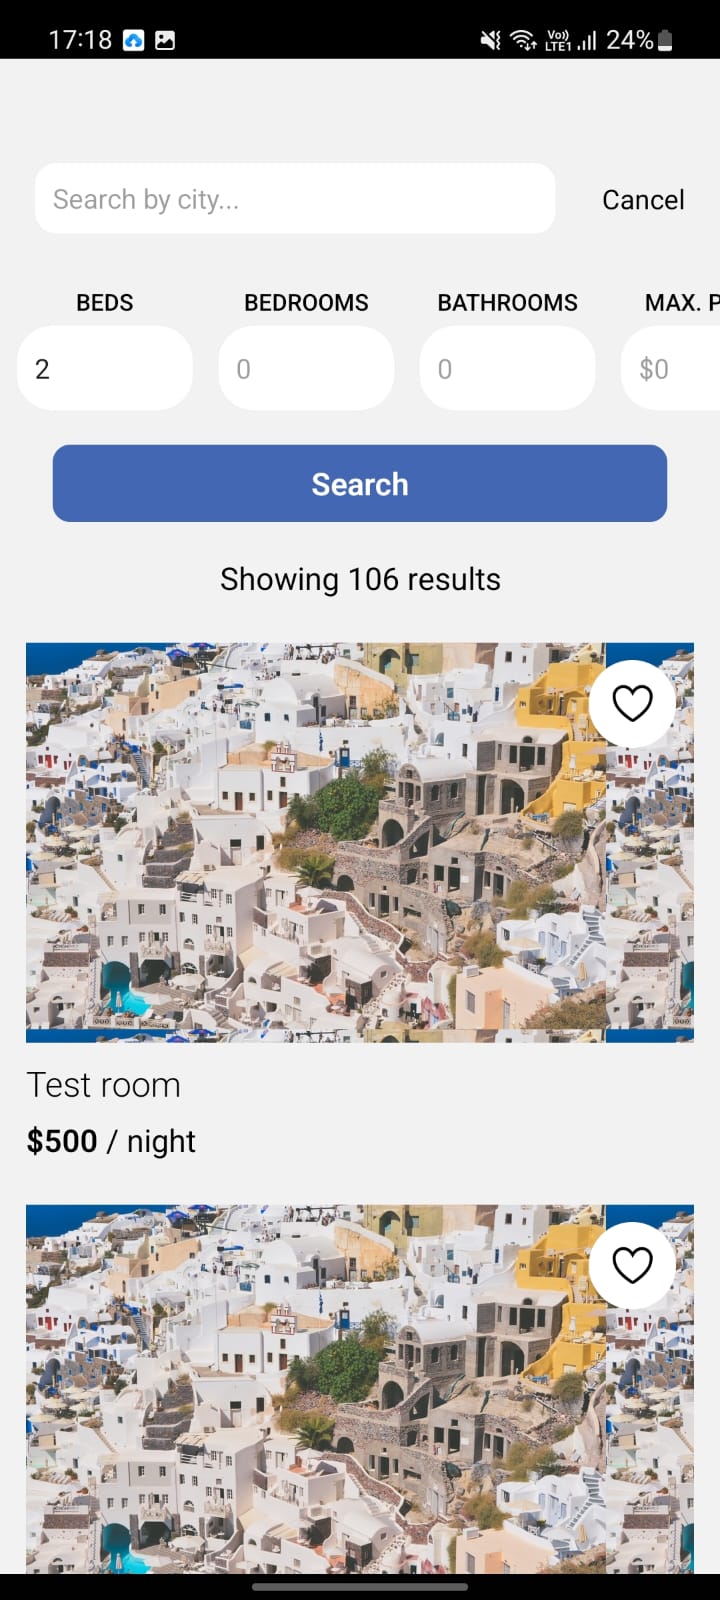 17:18 Vo)) LTE1 24%
Search by city...
Cancel
BEDS BEDROOMS BATHROOMS MAX. P
2 0 0 $0
Search
Showing 106 results
Test room
$500 / night